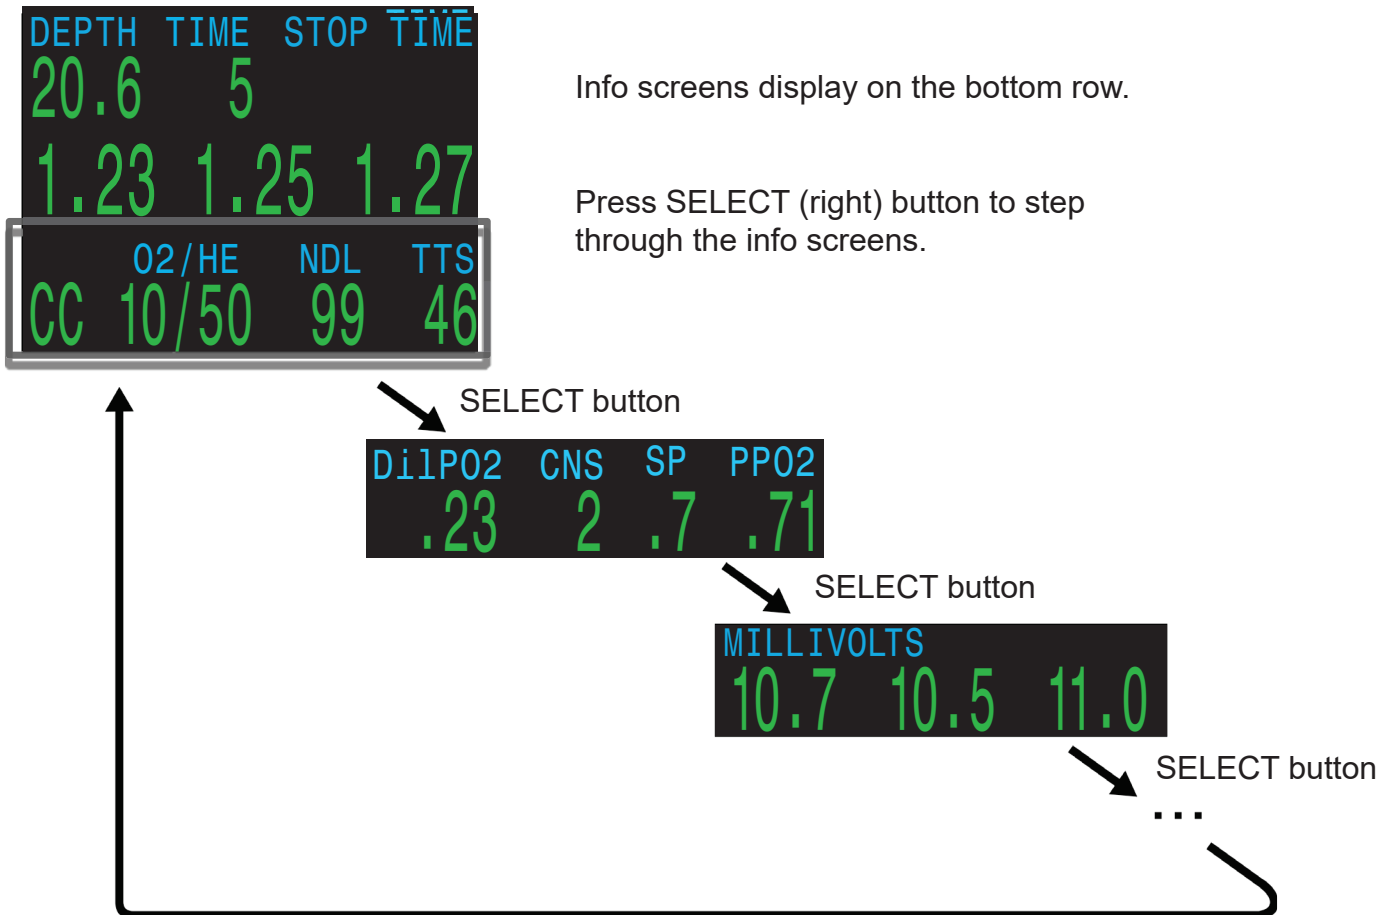 DEPTH TIME STOP TIME
20.6 5
1.23 1.25 1.27
O2/HE NDL TTS
CC 10/50 99 46
Info screens display on the bottom row.
Press SELECT (right) button to step
through the info screens.
SELECT button
DilPO2 CNS SP PPO2
.23 2 .7 .71
SELECT button
MILLIVOLTS
10.7 10.5 11.0
SELECT button
...